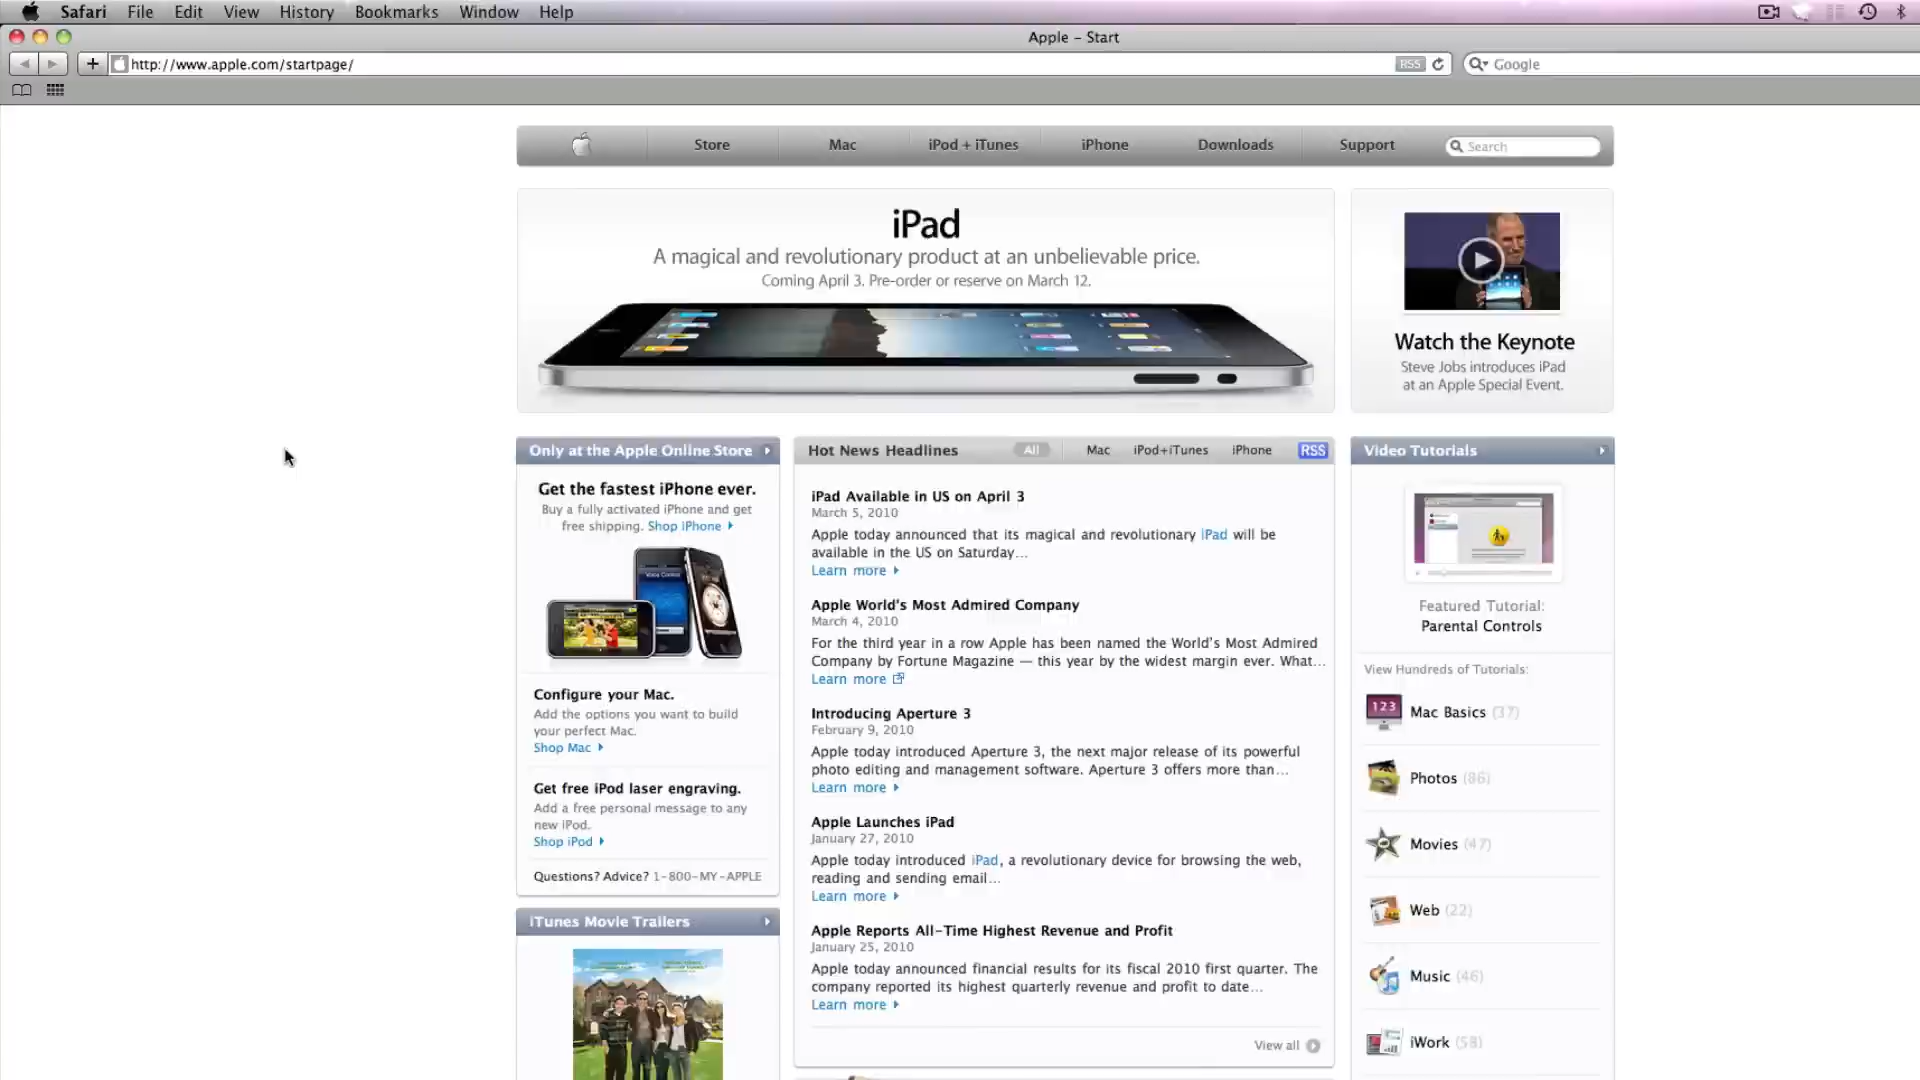 Safari File Edit View History Bookmarks Window Help
Apple – Start
http://www.apple.com/startpage/
RSS
Google
Store
Mac
iPod + iTunes
iPhone
Downloads
Support
Search
iPad
A magical and revolutionary product at an unbelievable price.
Coming April 3. Pre-order or reserve on March 12.
Watch the Keynote
Steve Jobs introduces iPad
at an Apple Special Event.
Only at the Apple Online Store
Get the fastest iPhone ever.
Buy a fully activated iPhone and get
free shipping. Shop iPhone
Voice Control
Configure your Mac.
Add the options you want to build
your perfect Mac.
Shop Mac
Get free iPod laser engraving.
Add a free personal message to any
new iPod.
Shop iPod
Questions? Advice? 1-800-MY-APPLE
iTunes Movie Trailers
Hot News Headlines All Mac iPod+iTunes iPhone RSS
iPad Available in US on April 3
March 5, 2010
Apple today announced that its magical and revolutionary iPad will be
available in the US on Saturday...
Learn more
Apple World's Most Admired Company
March 4, 2010
For the third year in a row Apple has been named the World's Most Admired
Company by Fortune Magazine — this year by the widest margin ever. What...
Learn more
Introducing Aperture 3
February 9, 2010
Apple today introduced Aperture 3, the next major release of its powerful
photo editing and management software. Aperture 3 offers more than...
Learn more
Apple Launches iPad
January 27, 2010
Apple today introduced iPad, a revolutionary device for browsing the web,
reading and sending email...
Learn more
Apple Reports All-Time Highest Revenue and Profit
January 25, 2010
Apple today announced financial results for its fiscal 2010 first quarter. The
company reported its highest quarterly revenue and profit to date...
Learn more
View all
Video Tutorials
Featured Tutorial:
Parental Controls
View Hundreds of Tutorials:
123
Mac Basics (37)
Photos (86)
Movies (47)
Web (22)
Music (46)
iWork (58)